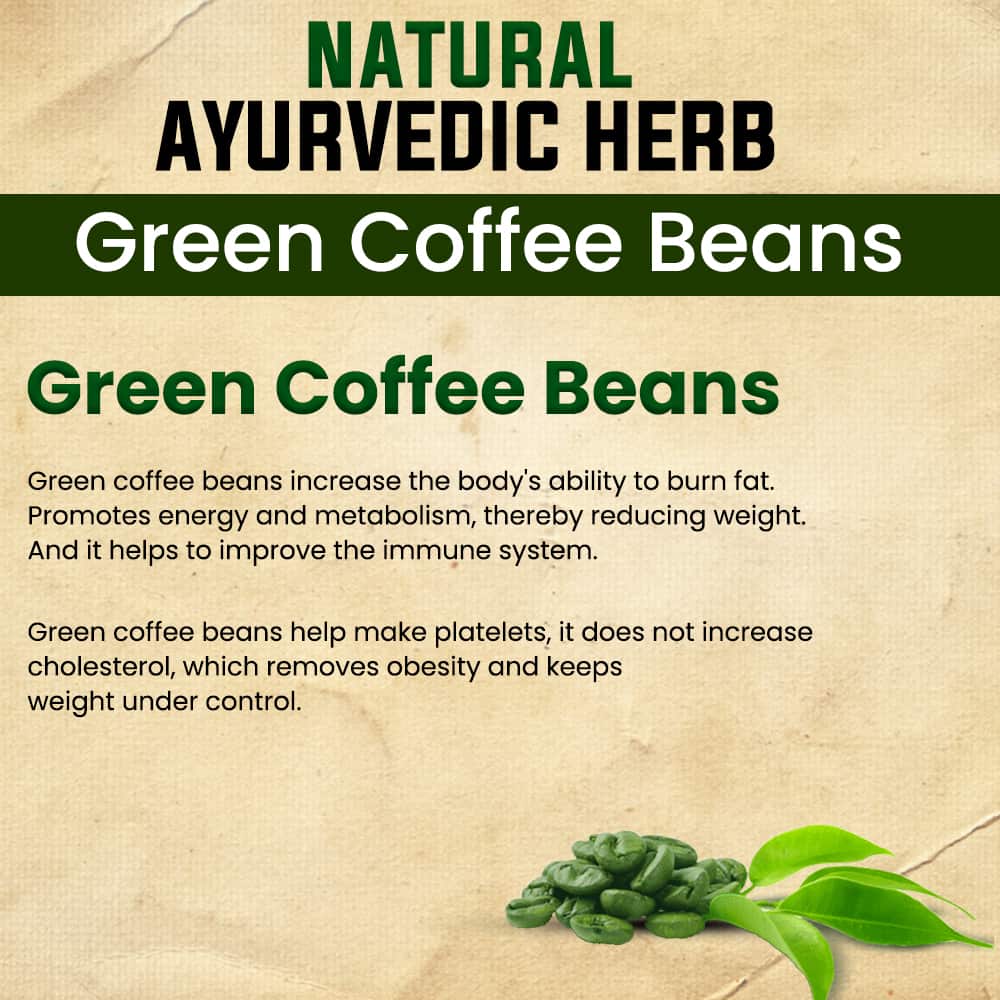 NATURAL
AYURVEDIC HERB
Green Coffee Beans
Green Coffee Beans
Green coffee beans increase the body's ability to burn fat.
Promotes energy and metabolism, thereby reducing weight.
And it helps to improve the immune system.
Green coffee beans help make platelets, it does not increase
cholesterol, which removes obesity and keeps
weight under control.